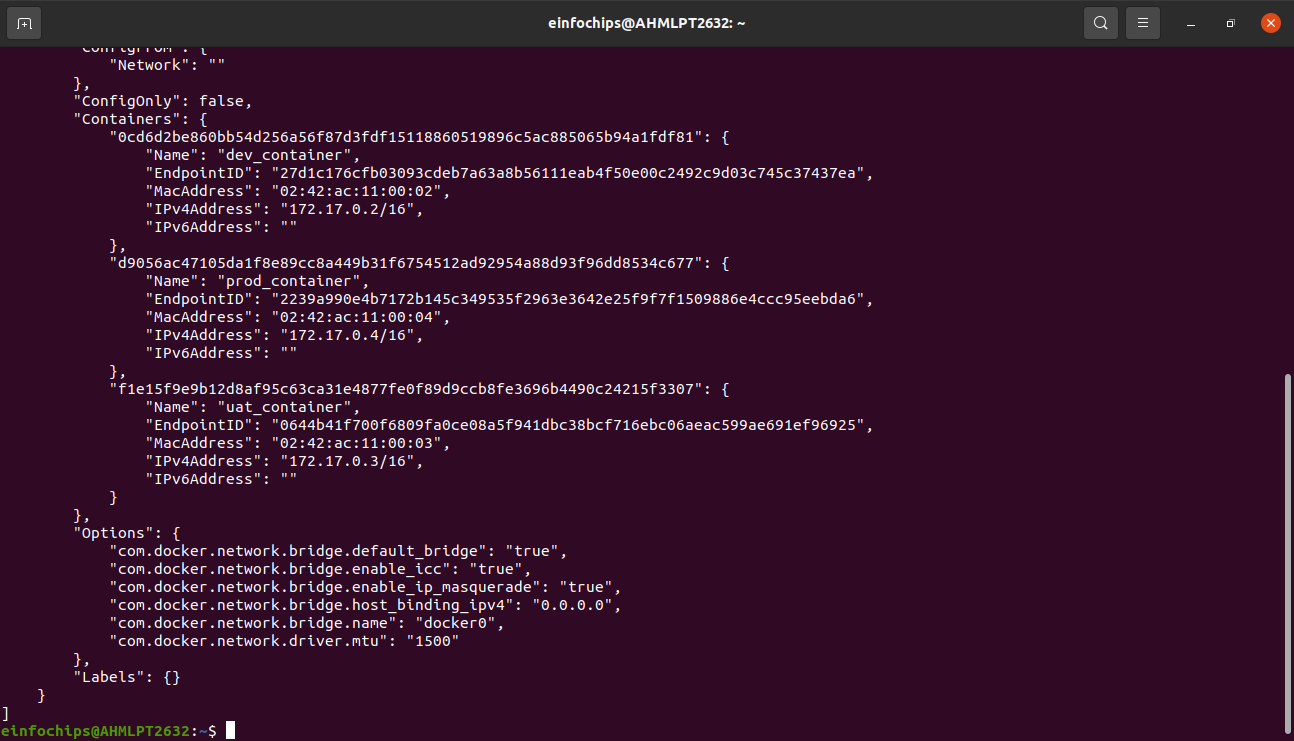 einfochips@AHMLPT2632: ~
"ConfigFrom": {
"Network": ""
},
"ConfigOnly": false,
"Containers": {
"0cd6d2be860bb54d256a56f87d3fdf15118860519896c5ac885065b94a1fdf81": {
"Name": "dev_container",
"EndpointID": "27d1c176cfb03093cdeb7a63a8b56111eab4f50e00c2492c9d03c745c37437ea",
"MacAddress": "02:42:ac:11:00:02",
"IPv4Address": "172.17.0.2/16",
"IPv6Address": ""
},
"d9056ac47105da1f8e89cc8a449b31f6754512ad92954a88d93f96dd8534c677": {
"Name": "prod_container",
"EndpointID": "2239a990e4b7172b145c349535f2963e3642e25f9f7f1509886e4ccc95eebda6",
"MacAddress": "02:42:ac:11:00:04",
"IPv4Address": "172.17.0.4/16",
"IPv6Address": ""
},
"f1e15f9e9b12d8af95c63ca31e4877fe0f89d9ccb8fe3696b4490c24215f3307": {
"Name": "uat_container",
"EndpointID": "0644b41f700f6809fa0ce08a5f941dbc38bcf716ebc06aeac599ae691ef96925",
"MacAddress": "02:42:ac:11:00:03",
"IPv4Address": "172.17.0.3/16",
"IPv6Address": ""
}
},
"Options": {
"com.docker.network.bridge.default_bridge": "true",
"com.docker.network.bridge.enable_icc": "true",
"com.docker.network.bridge.enable_ip_masquerade": "true",
"com.docker.network.bridge.host_binding_ipv4": "0.0.0.0",
"com.docker.network.bridge.name": "docker0",
"com.docker.network.driver.mtu": "1500"
},
"Labels": {}
}
]
einfochips@AHMLPT2632:~$